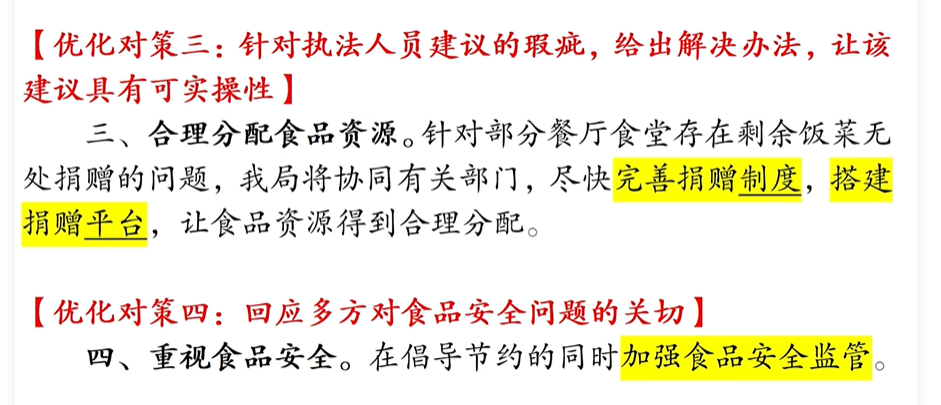 【优化对策三：针对执法人员建议的瑕疵，给出解决办法，让该
建议具有可实操性】
三、合理分配食品资源。针对部分餐厅食堂存在剩余饭菜无
处捐赠的问题，我局将协同有关部门，尽快完善捐赠制度，搭建
捐赠平台，让食品资源得到合理分配。
【优化对策四：回应多方对食品安全问题的关切】
四、重视食品安全。在倡导节约的同时加强食品安全监管。